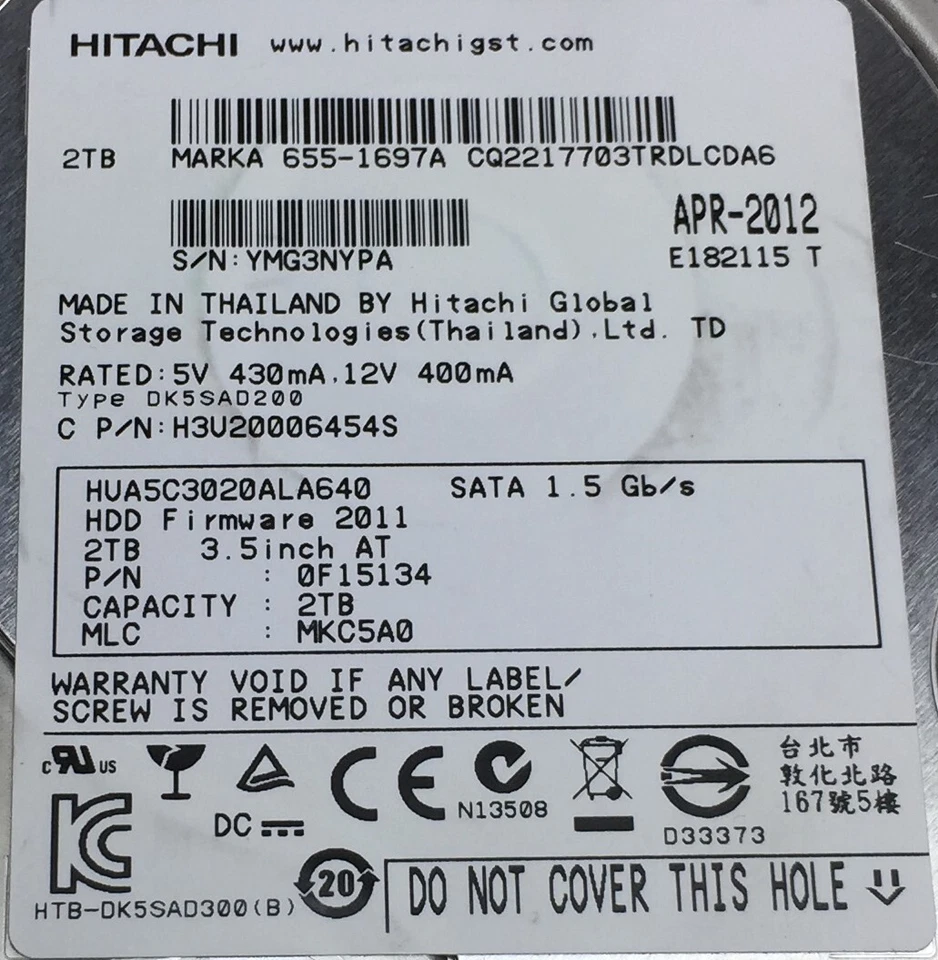 HITACHI www.hitachigst.com
2TB MARKA 655-1697A CQ2217703TRDLCDA6
APR-2012
S/N:YMG3NYPA E182115 T
MADE IN THAILAND BY Hitachi Global
Storage Technologies(Thailand).Ltd. TD
RATED:5V 430mA,12V 400mA
Type DK5SAD200
C P/N:H3U20006454S
HUA5C3020ALA640 SATA 1.5 Gb/s
HDD Firmware 2011
2TB 3.5inch AT
P/N : 0F15134
CAPACITY : 2TB
MLC : MKC5A0
WARRANTY VOID IF ANY LABEL/
SCREW IS REMOVED OR BROKEN
c RU US
CE
N13508
D33373
台北市
敦化北路
167號5樓
KC
DC
HTB-DK5SAD300(B)
20
DO NOT COVER THIS HOLE